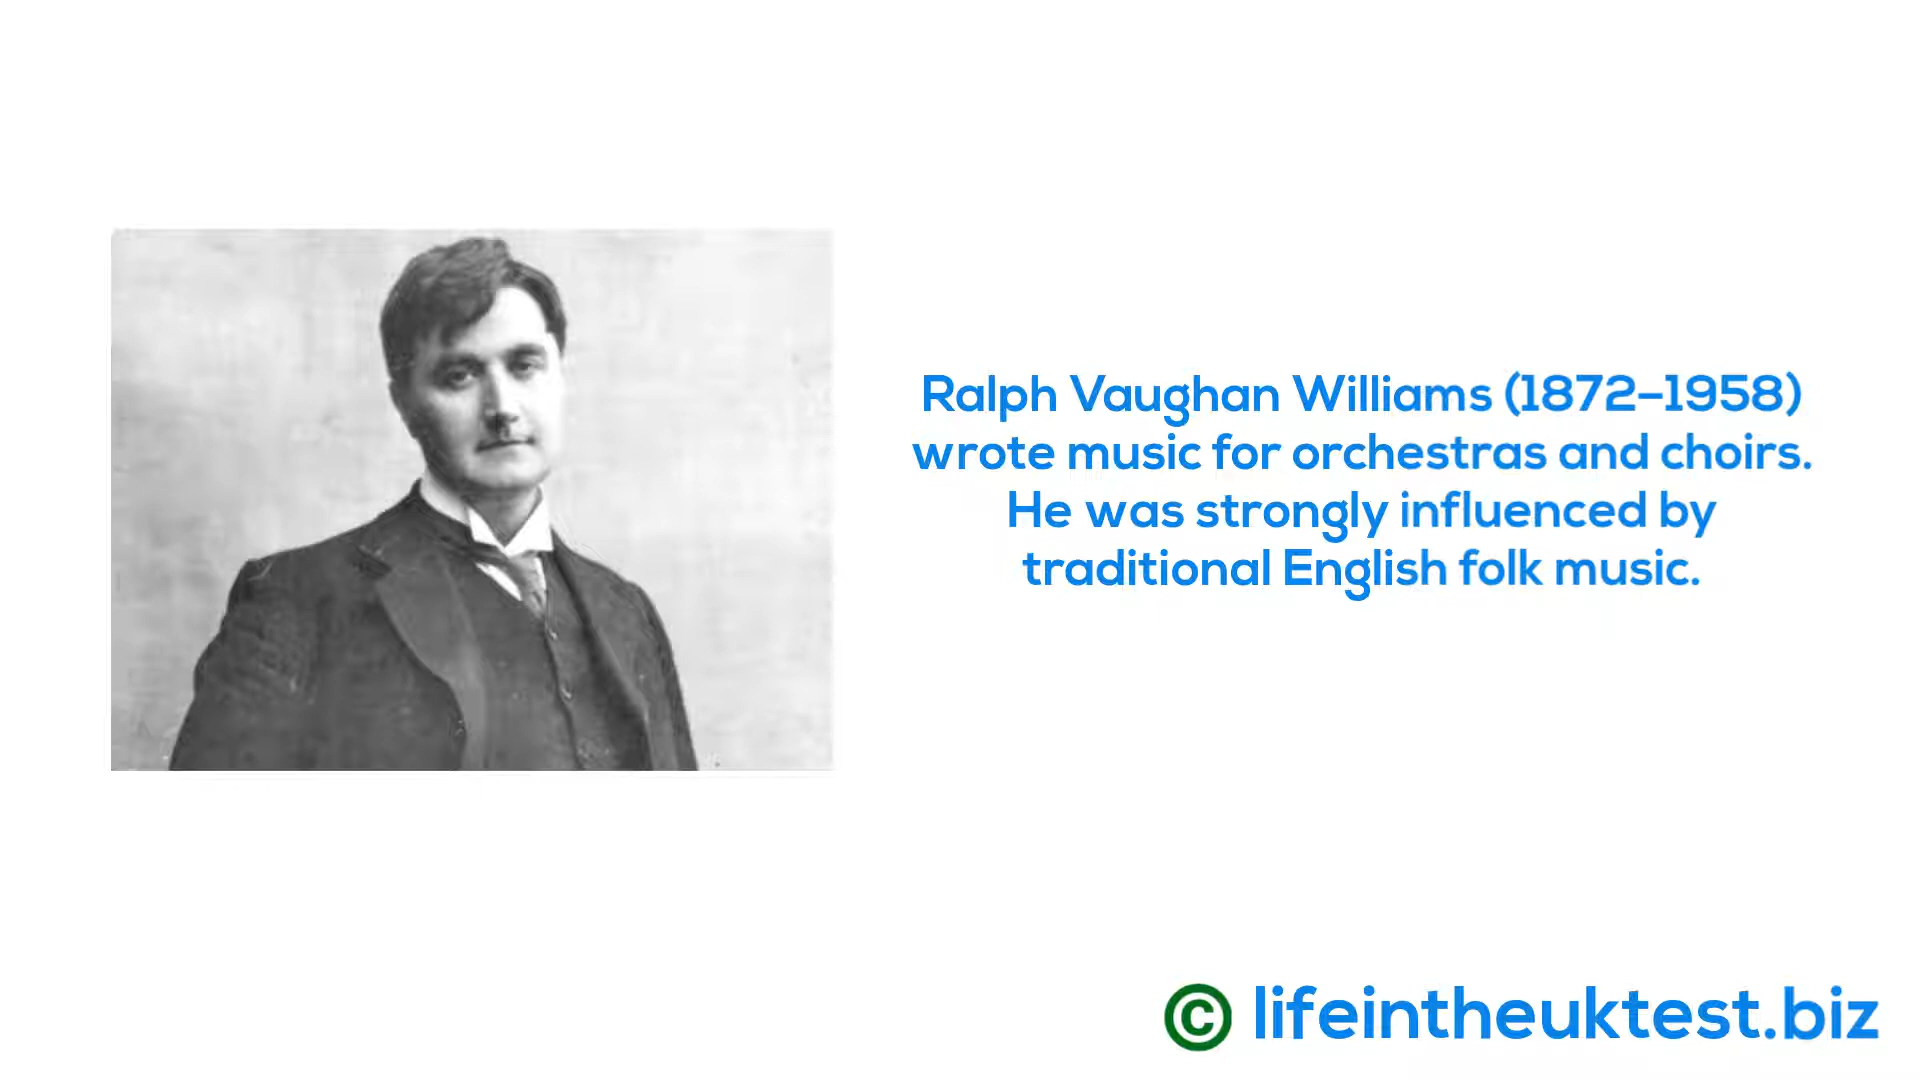 Ralph Vaughan Williams (1872–1958)
wrote music for orchestras and choirs.
He was strongly influenced by
traditional English folk music.
© lifeintheuktest.biz